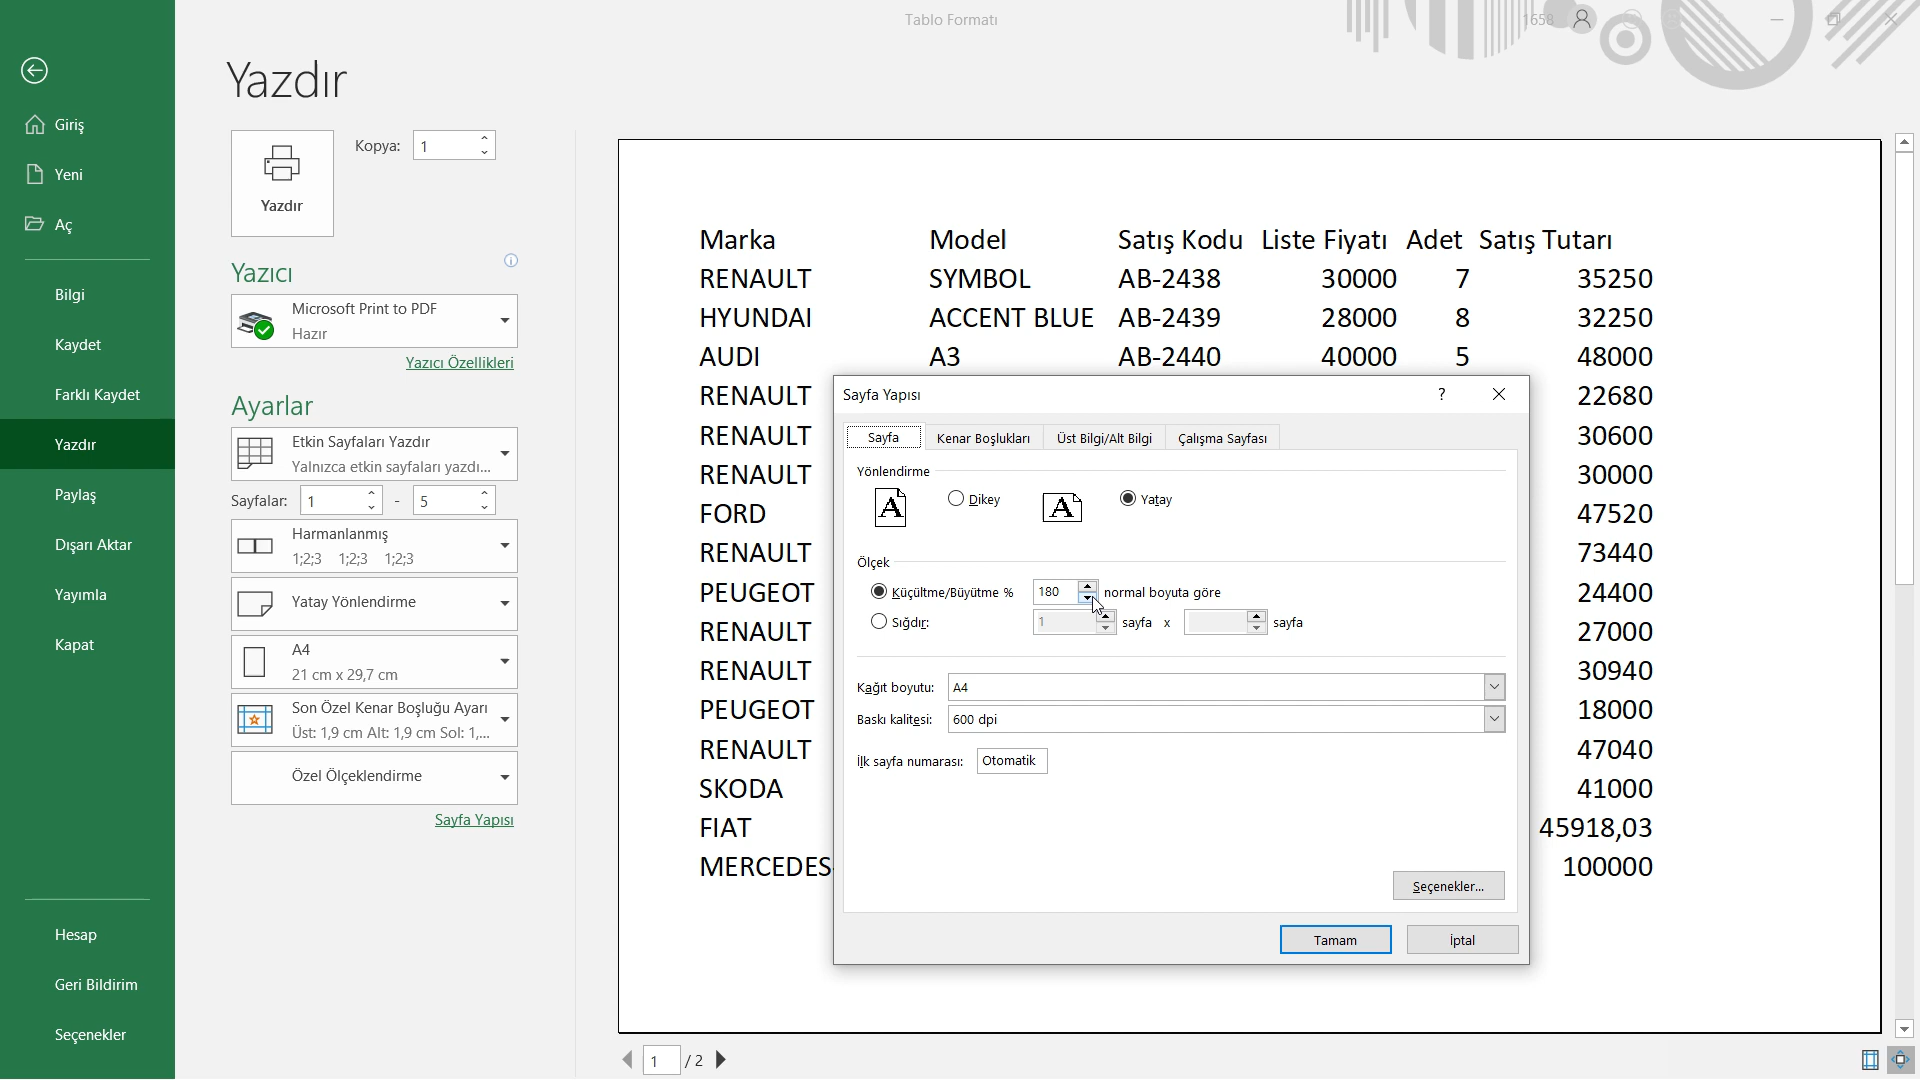 Tablo Formatı
1658
Giriş
Yeni
Aç
Bilgi
Kaydet
Farklı Kaydet
Yazdır
Paylaş
Dışarı Aktar
Yayımla
Kapat
Hesap
Geri Bildirim
Seçenekler
Yazdır
Yazdır
Kopya: 1
Yazıcı
Microsoft Print to PDF
Hazır
Yazıcı Özellikleri
Ayarlar
Etkin Sayfaları Yazdır
Yalnızca etkin sayfaları yazdı...
Sayfalar: 1 - 5
Harmanlanmış
1;2;3 1;2;3 1;2;3
Yatay Yönlendirme
A4
21 cm x 29,7 cm
Son Özel Kenar Boşluğu Ayarı
Üst: 1,9 cm Alt: 1,9 cm Sol: 1,...
Özel Ölçeklendirme
Sayfa Yapısı
Marka Model Satış Kodu Liste Fiyatı Adet Satış Tutarı
RENAULT SYMBOL AB-2438 30000 7 35250
HYUNDAI ACCENT BLUE AB-2439 28000 8 32250
AUDI A3 AB-2440 40000 5 48000
RENAULT 22680
RENAULT 30600
RENAULT 30000
FORD 47520
RENAULT 73440
PEUGEOT 24400
RENAULT 27000
RENAULT 30940
PEUGEOT 18000
RENAULT 47040
SKODA 41000
FIAT 45918,03
MERCEDES- 100000
Sayfa Yapısı ?
Sayfa Kenar Boşlukları Üst Bilgi/Alt Bilgi Çalışma Sayfası
Yönlendirme
A Dikey A Yatay
Ölçek
Küçültme/Büyütme % 180 normal boyuta göre
Sığdır: 1 sayfa x sayfa
Kağıt boyutu: A4
Baskı kalitesi: 600 dpi
İlk sayfa numarası: Otomatik
Seçenekler...
Tamam İptal
1 / 2